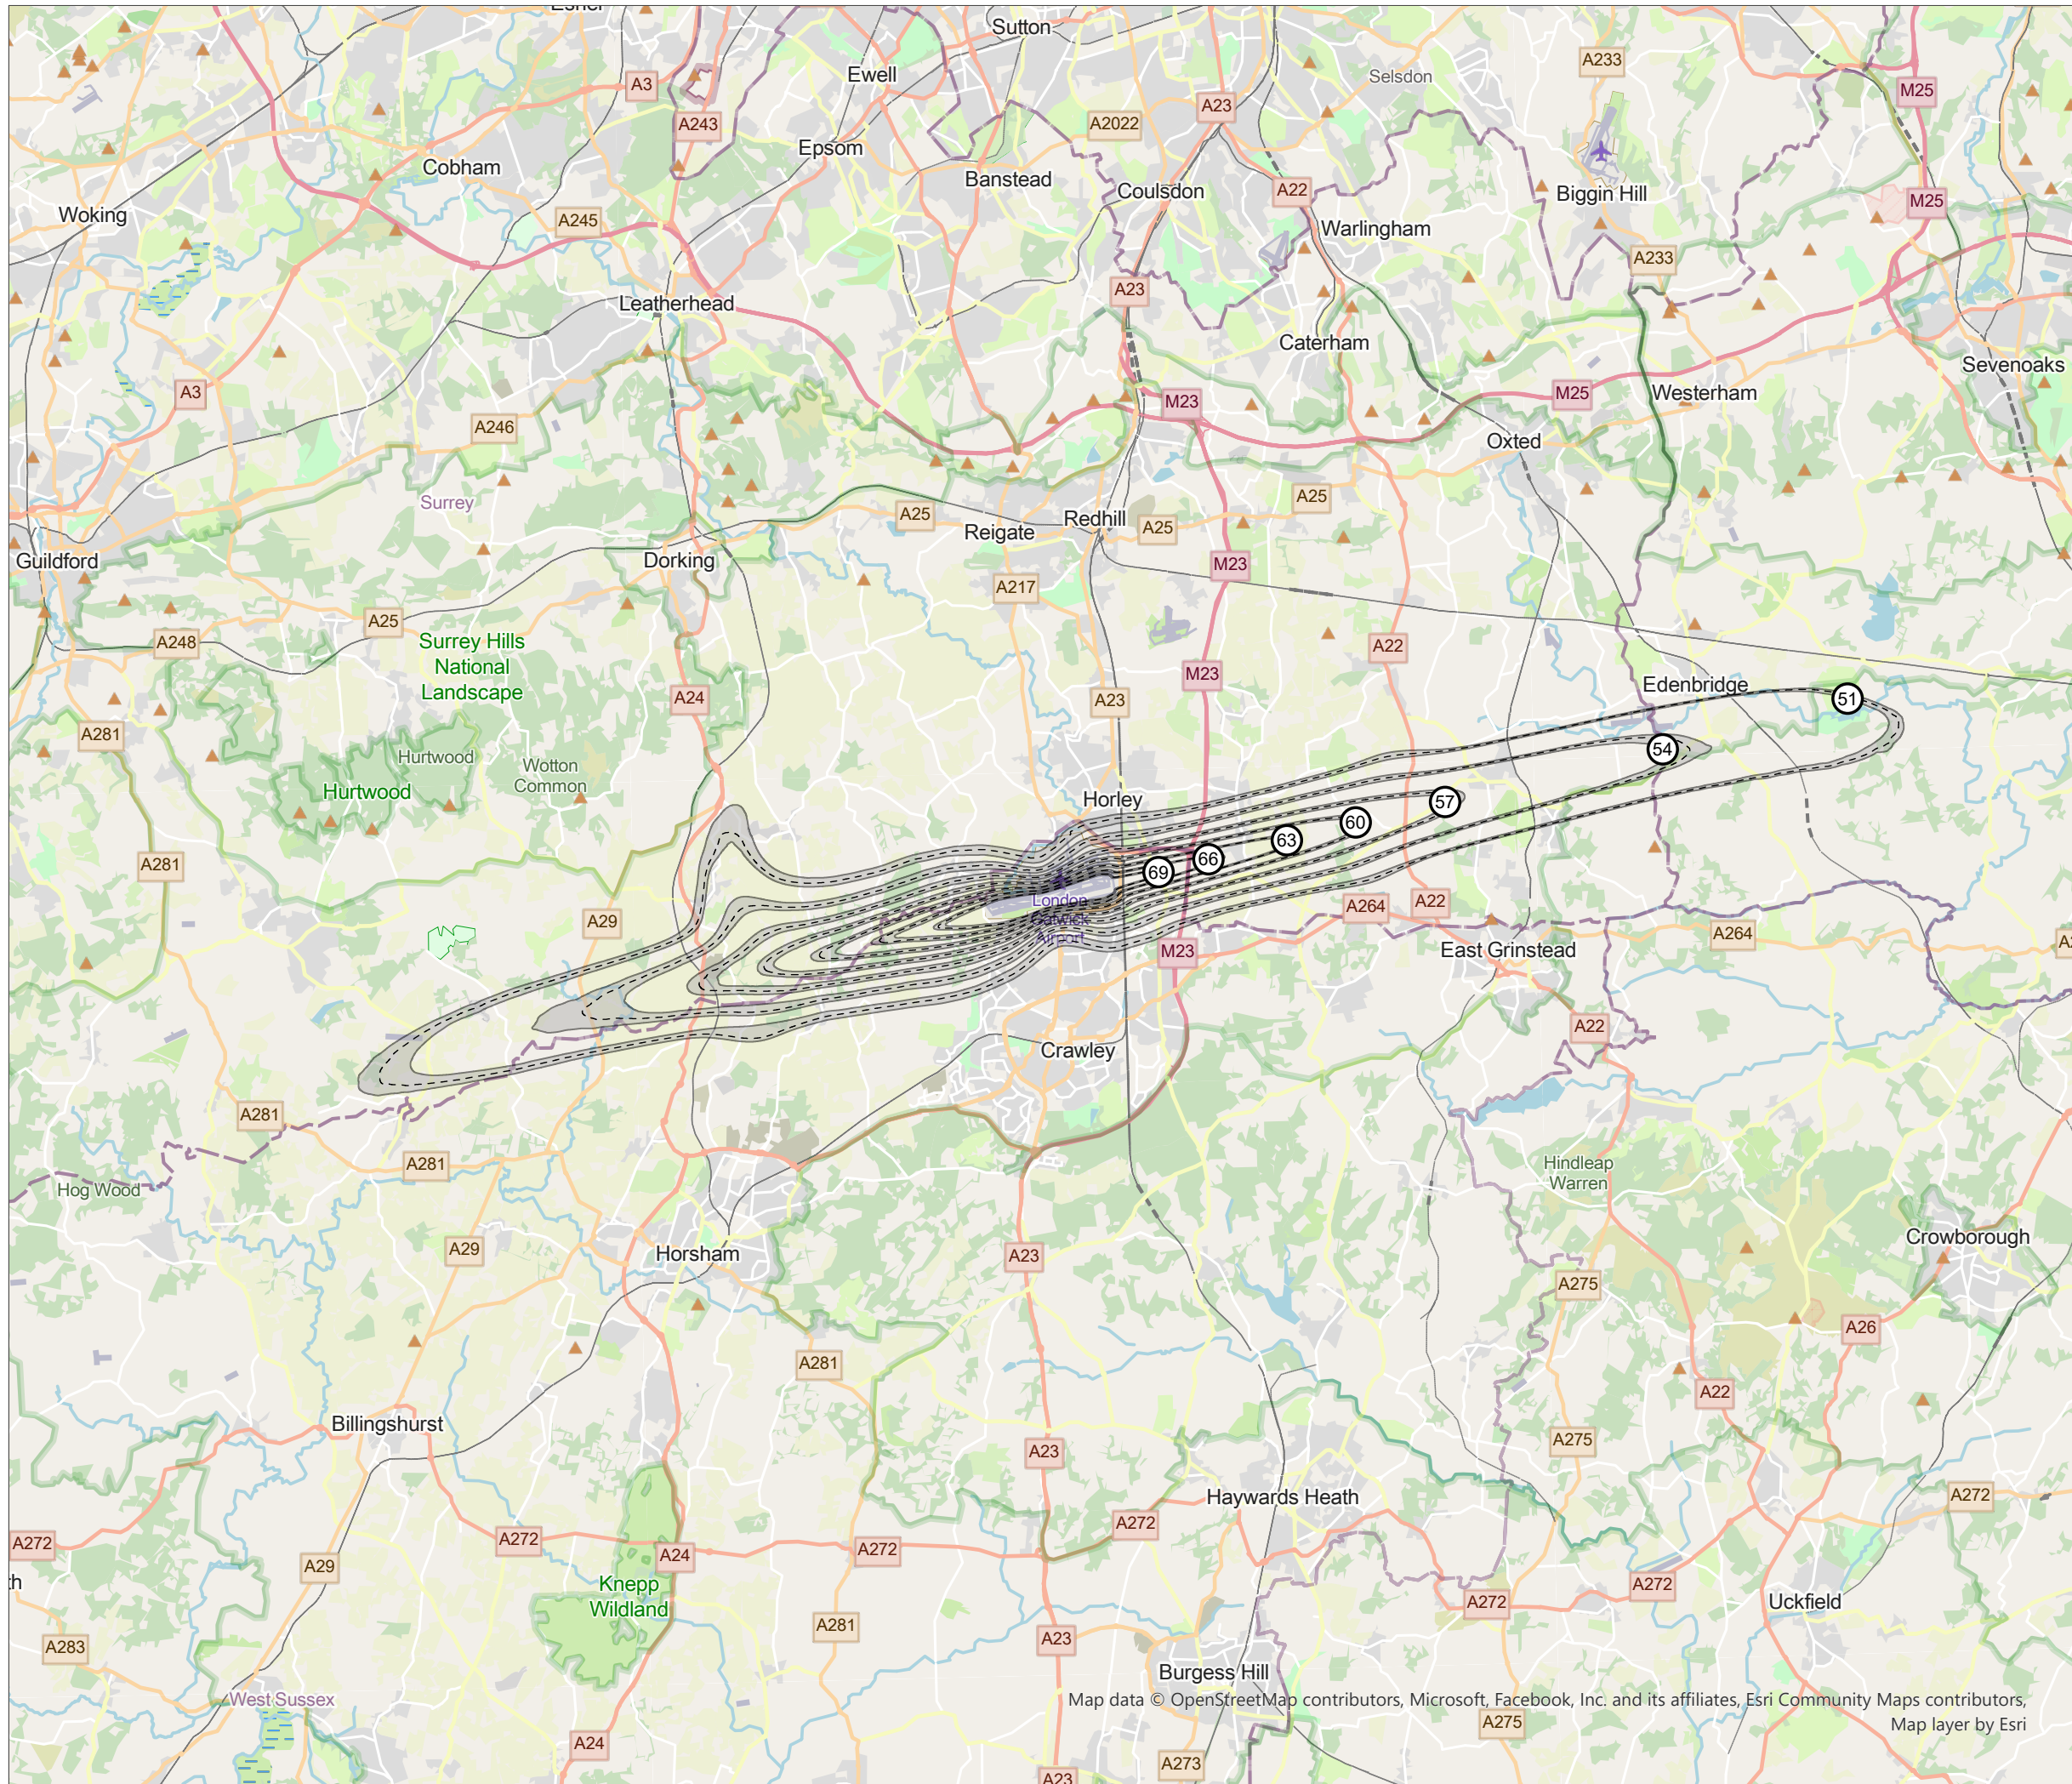 Esher
Sutton
Ewell
Selsdon
A233
A3
M25
A23
A243
A2022
Epsom
Cobham
Banstead
Coulsdon
A22
Biggin Hill
M25
Woking
A245
Warlingham
A233
A23
Leatherhead
Caterham
Sevenoaks
A3
M23
M25
Westerham
A246
Oxted
Surrey
A25
A25
Redhill
A25
Reigate
Guildford
Dorking
M23
A217
A25
A248
Surrey Hills
National
Landscape
A22
M23
Edenbridge
A24
A23
51
A281
Hurtwood
54
Wotton
Common
Hurtwood
Horley
57
60
63
A281
66
69
London
Gatwick
Airport
A29
A264
A22
A264
East Grinstead
M23
A22
Crawley
A281
A281
Hindleap
Warren
Hog Wood
A29
Horsham
A23
Crowborough
A275
A26
A281
A22
Billingshurst
A23
A275
Haywards Heath
A272
A272
A272
A272
A24
A272
A29
th
Knepp
Wildland
A272
A272
Uckfield
A283
A281
A23
Burgess Hill
West Sussex
Map data © OpenStreetMap contributors, Microsoft, Facebook, Inc. and its affiliates, Esri Community Maps contributors,
Map layer by Esri
A275
A24
A273
A23